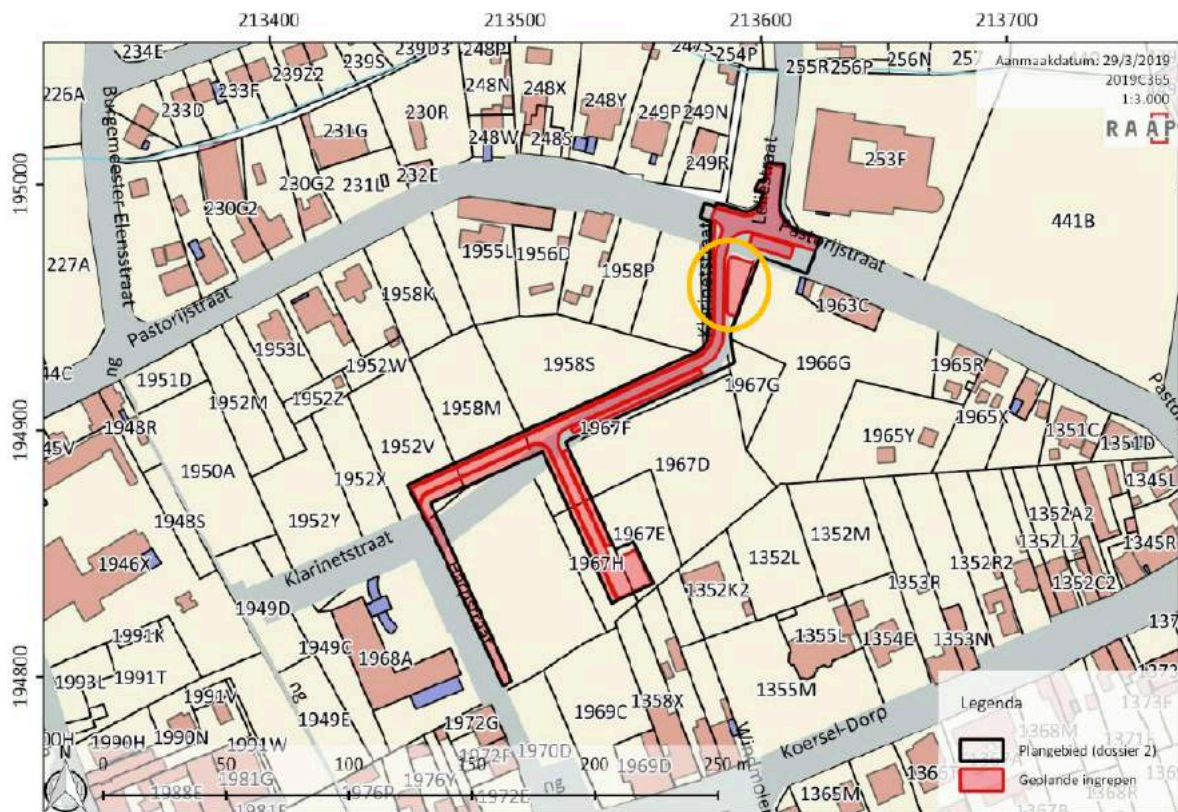 213400 213500 213600 213700
234E
239Z2
239S
239D3
248P
247S
254P
255R
256P
256N
257
Aanmaakdatum: 29/3/2019
2019C365
1:3.000
RAAP
226A
233D
233F
231G
230R
248N
248X
248Y
249P
249N
248W
248S
249R
253F
Burgemeester Elensstraat
230G2
231L
232E
230C2
195000
441B
Pastorijstraat
227A
1955L
1956D
1958P
1963C
Pastorijstraat
1958K
1953L
1952W
1958S
1966G
1965R
1951D
1952Z
1967G
1952M
1958M
1965X
1351C
1351D
194900
1948R
1952V
1967F
1965Y
1950A
1952X
1967D
1345L
1948S
1952Y
1967E
1352L
1352M
1352A2
1352L2
1345R
1946X
Klarinetstraat
1967H
1352K2
1353R
1352R2
1352C2
1949D
1991K
1949C
1968A
1355L
1354E
1353N
1991T
1993L
194800
1991V
1949E
1358X
1355M
1990H
1990N
1991W
1972G
1969C
Koersel-Dorp
1970D
1969D
1981G
1976Y
1365M
Legenda
Plangebied (dossier 2)
Geplande ingrepen
N
0 50 100 150 200 250 m